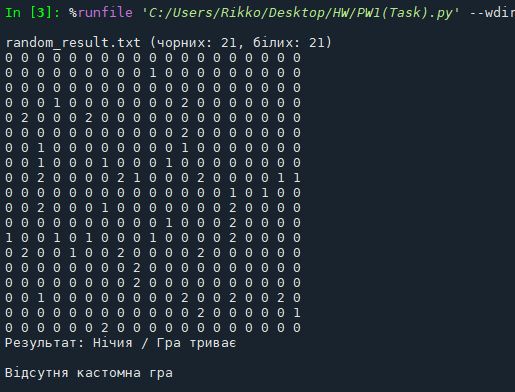 In [3]: %runfile 'C:/Users/Rikko/Desktop/HW/PW1(Task).py' --wdir
random_result.txt (чорних: 21, білих: 21)
0 0 0 0 0 0 0 0 0 0 0 0 0 0 0 0 0 0 0
0 0 0 0 0 0 0 0 0 1 0 0 0 0 0 0 0 0 0
0 0 0 0 0 0 0 0 0 0 0 0 0 0 0 0 0 0 0
0 0 0 1 0 0 0 0 0 0 0 2 0 0 0 0 0 0 0
0 2 0 0 0 2 0 0 0 0 0 0 0 0 0 0 0 0 0
0 0 0 0 0 0 0 0 0 0 0 2 0 0 0 0 0 0 0
0 0 1 0 0 0 0 0 0 0 0 1 0 0 0 0 0 0 0
0 0 1 0 0 0 1 0 0 0 1 0 0 0 0 0 0 0 0
0 0 2 0 0 0 0 2 1 0 0 0 2 0 0 0 0 1 1
0 0 0 0 0 0 0 0 0 0 0 0 0 0 1 0 1 0 0
0 0 2 0 0 0 1 0 0 0 0 0 0 0 2 0 0 0 0
0 0 0 0 0 0 0 0 0 0 1 0 0 0 2 0 0 0 0
1 0 0 1 0 1 0 0 0 1 0 0 0 0 2 0 0 0 0
0 2 0 0 1 0 0 2 0 0 0 0 2 0 0 0 0 0 0
0 0 0 0 0 0 0 0 2 0 0 0 0 0 0 0 0 0 0
0 0 0 0 0 0 0 0 2 0 0 0 0 0 0 0 0 0 0
0 0 1 0 0 0 0 0 0 0 0 2 0 0 2 0 0 2 0
0 0 0 0 0 0 0 0 0 0 0 0 2 0 0 0 0 0 1
0 0 0 0 0 0 2 0 0 0 0 0 0 0 0 0 0 0 0
Результат: Нічия / Гра триває
Відсутня кастомна гра